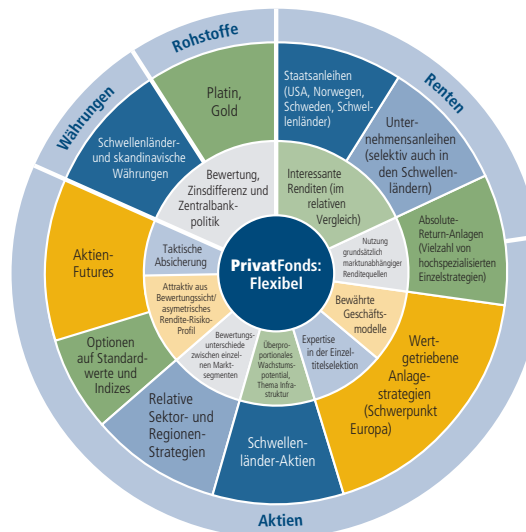 Rohstoffe
Währungen
Renten
Aktien
Platin,
Gold
Staatsanleihen
(USA, Norwegen,
Schweden, Schwel-
lenländer)
Unter-
nehmensanleihen
(selektiv auch in
den Schwellen-
ländern)
Absolute-
Return-Anlagen
(Vielzahl von
hochspezialisierten
Einzelstrategien)
Wert-
getriebene
Anlage-
strategien
(Schwerpunkt
Europa)
Schwellen-
länder-Aktien
Relative
Sektor- und
Regionen-
Strategien
Optionen
auf Standard-
werte und
Indizes
Aktien-
Futures
Schwellenländer-
und skandinavische
Währungen
Bewertung,
Zinsdifferenz und
Zentralbank-
politik
Interessante
Renditen (im
relativen
Vergleich)
Nutzung
grundsätzlich
marktunabhängiger
Renditequellen
Bewährte
Geschäfts-
modelle
Expertise
in der Einzel-
titelselektion
Überpro-
portionales
Wachstums-
potential,
Thema Infra-
struktur
Bewertungs-
unterschiede
zwischen einzel-
nen Markt-
segmenten
Attraktiv aus
Bewertungssicht/
asymetrisches
Rendite-Risiko-
Profil
Taktische
Absicherung
PrivatFonds:
Flexibel